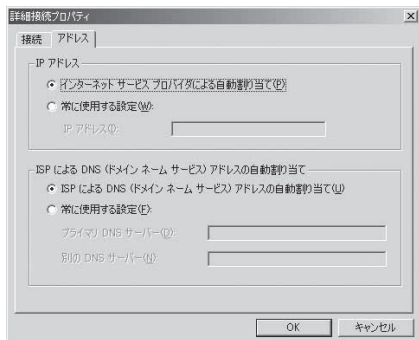 詳細接続プロパティ
接続 アドレス
IP アドレス
インターネット サービス プロバイダによる自動割り当て(P)
常に使用する設定(W):
IP アドレス(I):
ISP による DNS (ドメイン ネーム サービス) アドレスの自動割り当て
ISP による DNS (ドメイン ネーム サービス) アドレスの自動割り当て(U)
常に使用する設定(F):
プライマリ DNS サーバー(D):
別の DNS サーバー(N):
OK キャンセル